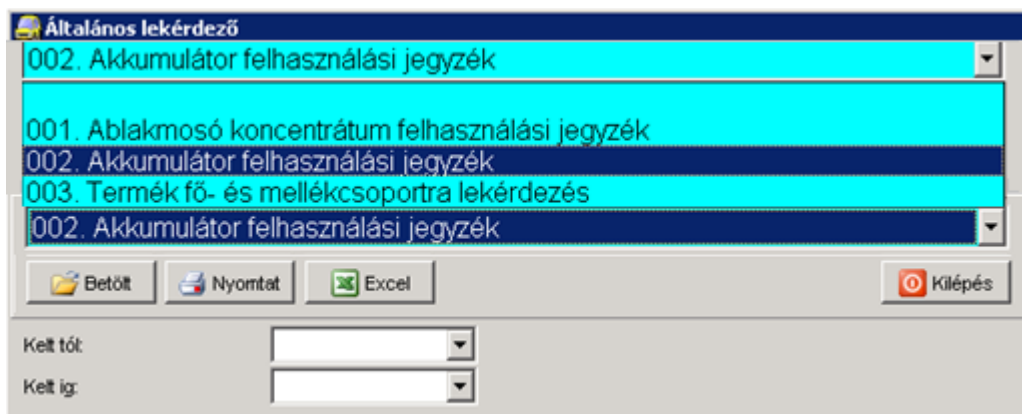 Általános lekérdező
002. Akkumulátor felhasználási jegyzék
001. Ablakmosó koncentrátum felhasználási jegyzék
002. Akkumulátor felhasználási jegyzék
003. Termék fő- és mellékcsoportra lekérdezés
002. Akkumulátor felhasználási jegyzék
Betölt Nyomtat Excel Kilépés
Kelt tól:
Kelt ig: